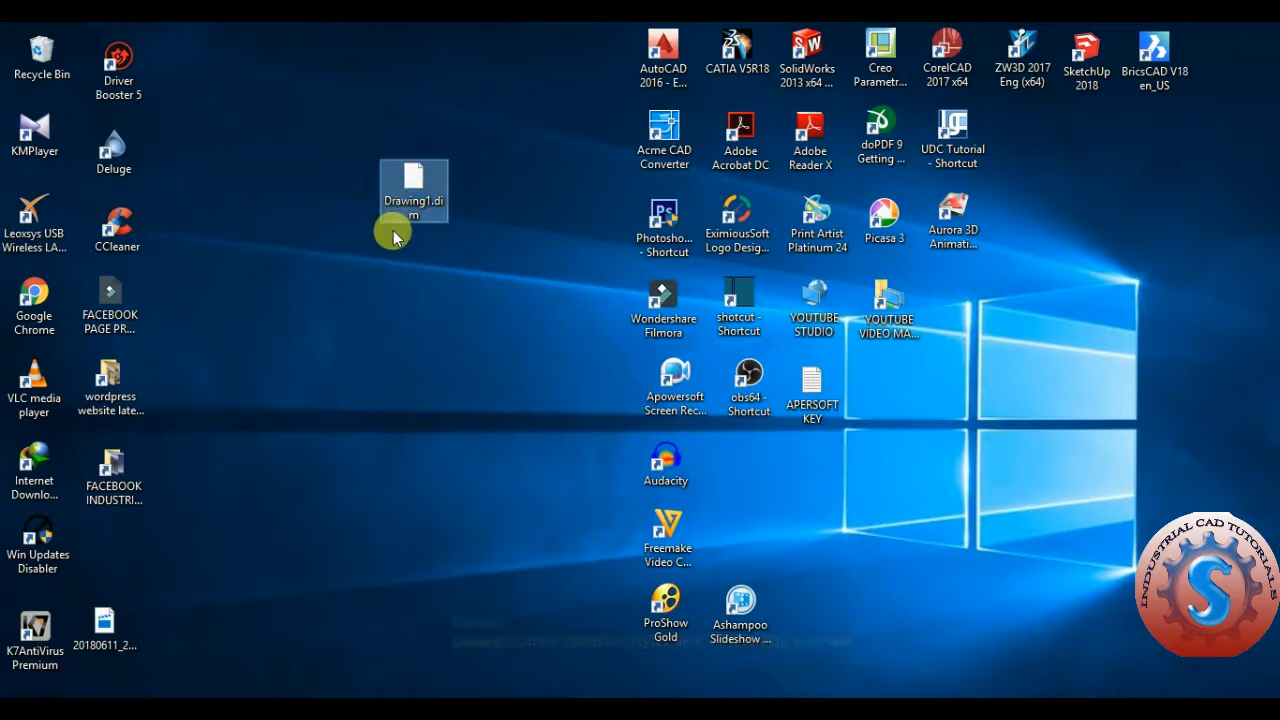 Recycle Bin
Driver
Booster 5
KMPlayer
Deluge
Leoxsys USB
Wireless LA...
CCleaner
Google
Chrome
FACEBOOK
PAGE PR...
VLC media
player
wordpress
website late...
Internet
Downlo...
FACEBOOK
INDUSTRI...
Win Updates
Disabler
K7AntiVirus
Premium
20180611_2...
Drawing1.di
m
AutoCAD
2016 - E...
CATIA V5R18
SolidWorks
2013 x64 ...
Creo
Parametr...
CorelCAD
2017 x64
ZW3D 2017
Eng (x64)
SketchUp
2018
BricsCAD V18
en_US
Acme CAD
Converter
Adobe
Acrobat DC
Adobe
Reader X
doPDF 9
Getting ...
UDC Tutorial
- Shortcut
Photosho...
- Shortcut
EximiousSoft
Logo Desig...
Print Artist
Platinum 24
Picasa 3
Aurora 3D
Animati...
Wondershare
Filmora
shotcut -
Shortcut
YOUTUBE
STUDIO
YOUTUBE
VIDEO MA...
Apowersoft
Screen Rec...
obs64 -
Shortcut
APERSOFT
KEY
Audacity
Freemake
Video C...
ProShow
Gold
Ashampoo
Slideshow ...
INDUSTRIAL CAD TUTORIALS
S